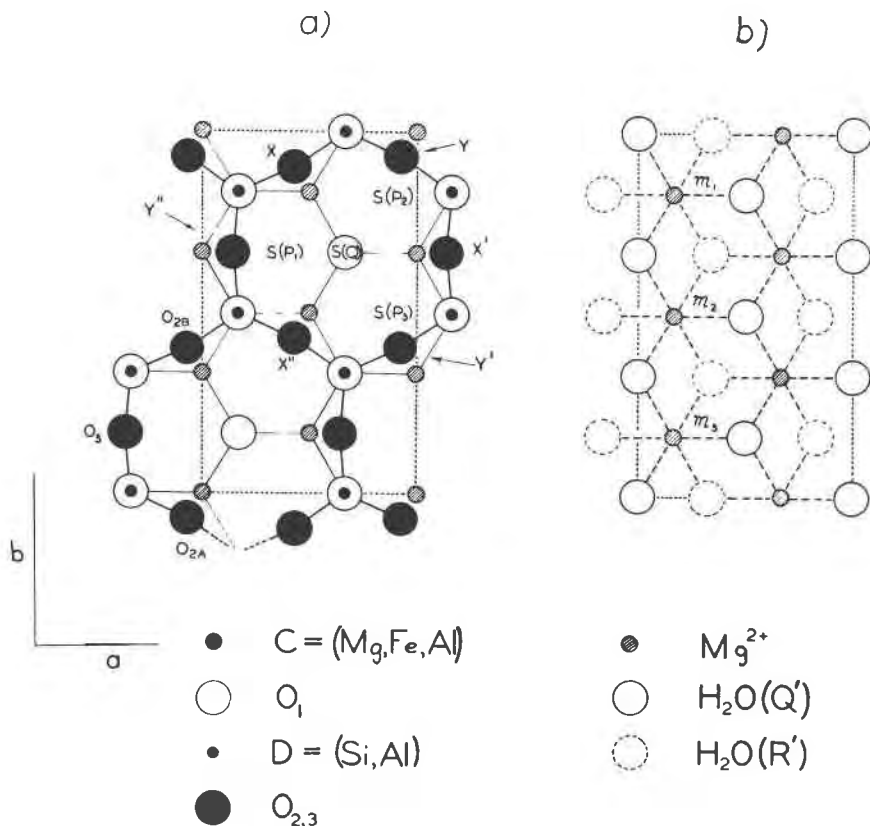 a)
b)
X
Y
S(P₂)
Y"
S(P₁)
S(Q)
X'
O₂B
S(P₃)
X"
Y'
O₃
O₂A
b
a
m₁
m₂
m₃
C = (Mg,Fe,Al)
O₁
D = (Si,Al)
O₂,₃
Mg²⁺
H₂O(Q')
H₂O(R')